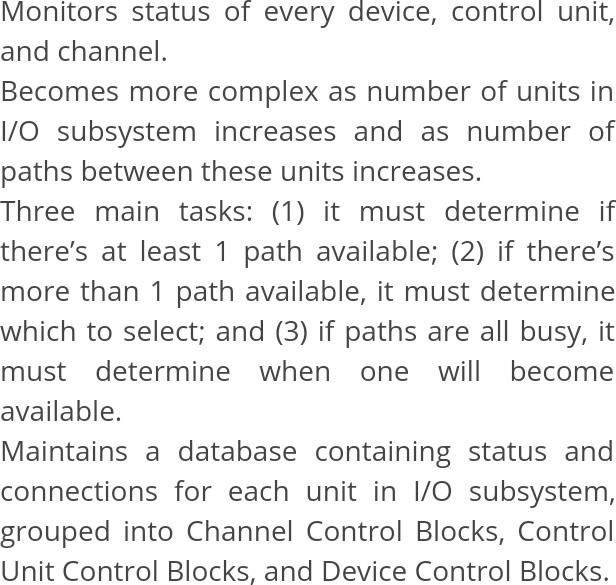 Monitors status of every device, control unit,
and channel.
Becomes more complex as number of units in
I/O subsystem increases and as number of
paths between these units increases.
Three main tasks: (1) it must determine if
there’s at least 1 path available; (2) if there’s
more than 1 path available, it must determine
which to select; and (3) if paths are all busy, it
must determine when one will become
available.
Maintains a database containing status and
connections for each unit in I/O subsystem,
grouped into Channel Control Blocks, Control
Unit Control Blocks, and Device Control Blocks.